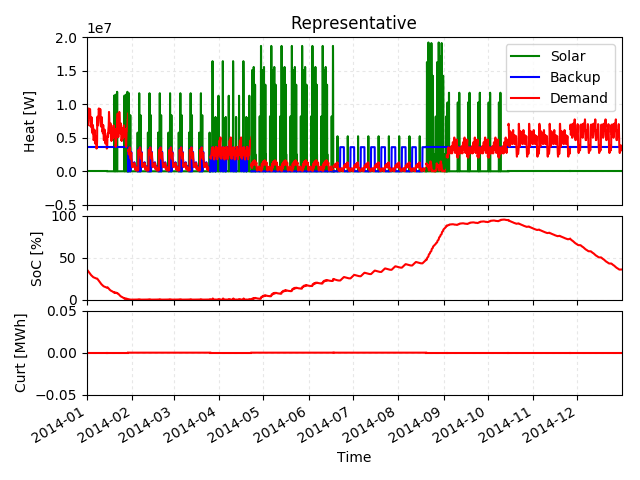 Representative
1e7
2.0
1.5
1.0
0.5
0.0
−0.5
Heat [W]
Solar
Backup
Demand
100
50
0
SoC [%]
0.05
0.00
−0.05
Curt [MWh]
2014-01
2014-02
2014-03
2014-04
2014-05
2014-06
2014-07
2014-08
2014-09
2014-10
2014-11
2014-12
Time